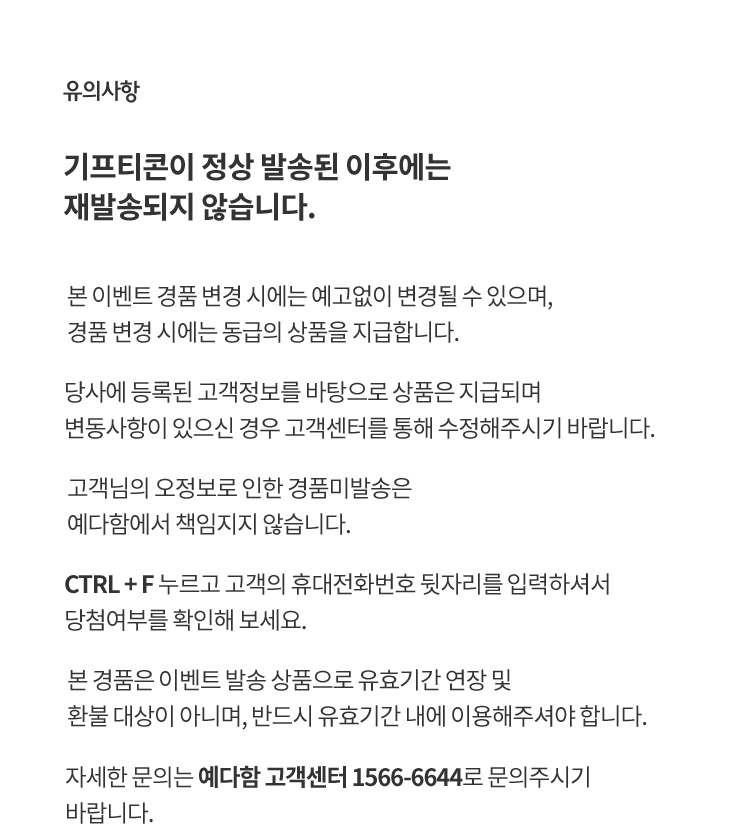 유의사항
기프티콘이 정상 발송된 이후에는
재발송되지 않습니다.
본 이벤트 경품 변경 시에는 예고없이 변경될 수 있으며,
경품 변경 시에는 동급의 상품을 지급합니다.
당사에 등록된 고객정보를 바탕으로 상품은 지급되며
변동사항이 있으신 경우 고객센터를 통해 수정해주시기 바랍니다.
고객님의 오정보로 인한 경품미발송은
예다함에서 책임지지 않습니다.
CTRL + F 누르고 고객의 휴대전화번호 뒷자리를 입력하셔서
당첨여부를 확인해 보세요.
본 경품은 이벤트 발송 상품으로 유효기간 연장 및
환불 대상이 아니며, 반드시 유효기간 내에 이용해주셔야 합니다.
자세한 문의는 예다함 고객센터 1566-6644로 문의주시기
바랍니다.